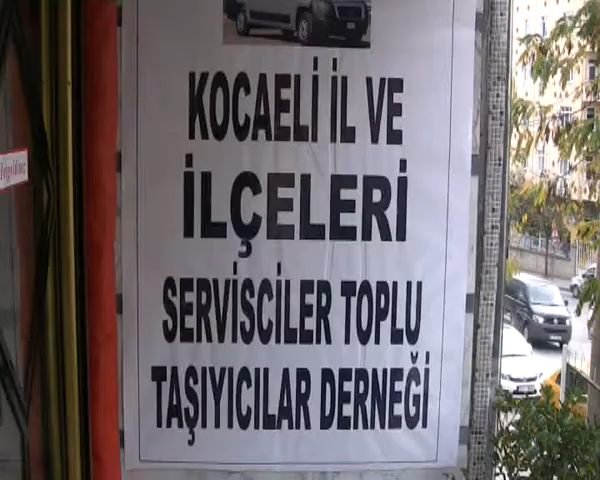 KOCAELİ İL VE
İLÇELERİ
SERVİSCİLER TOPLU
TAŞIYICILAR DERNEĞİ